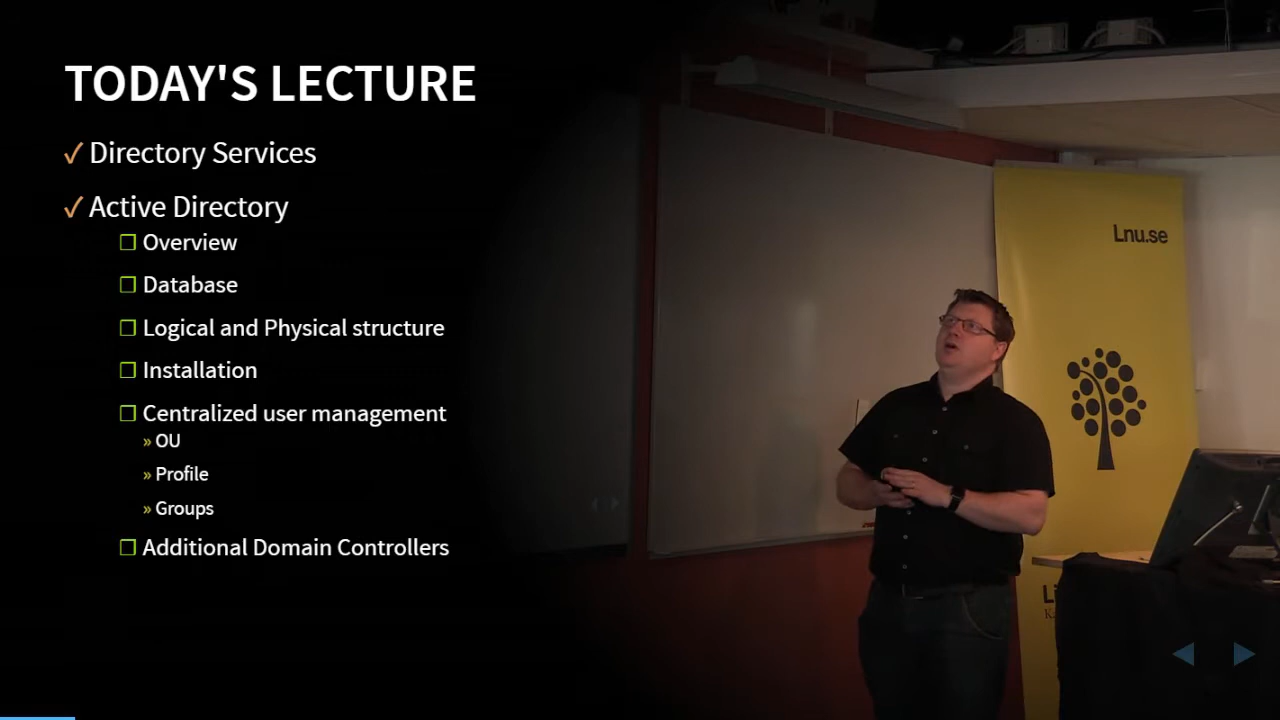 TODAY'S LECTURE
✓ Directory Services
✓ Active Directory
❐ Overview
❐ Database
❐ Logical and Physical structure
❐ Installation
❐ Centralized user management
» OU
» Profile
» Groups
❐ Additional Domain Controllers
Lnu.se